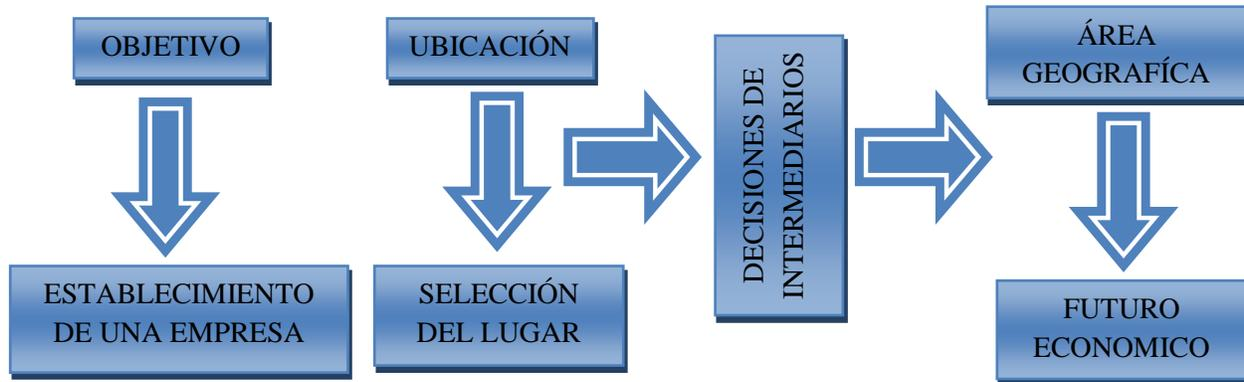 OBJETIVO
ESTABLECIMIENTO
DE UNA EMPRESA
UBICACIÓN
SELECCIÓN
DEL LUGAR
DECISIONES DE
INTERMEDIARIOS
ÁREA
GEOGRAFÍCA
FUTURO
ECONOMICO